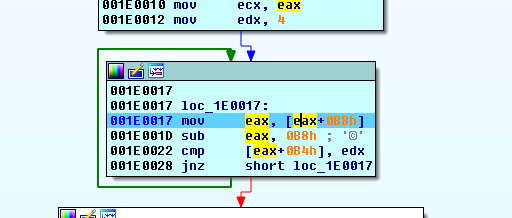 001E0010 mov ecx, eax
001E0012 mov edx, 4
001E0017
001E0017 loc_1E0017:
001E0017 mov eax, [eax+0B8h]
001E001D sub eax, 0B8h ; '©'
001E0022 cmp [eax+0B4h], edx
001E0028 jnz short loc_1E0017